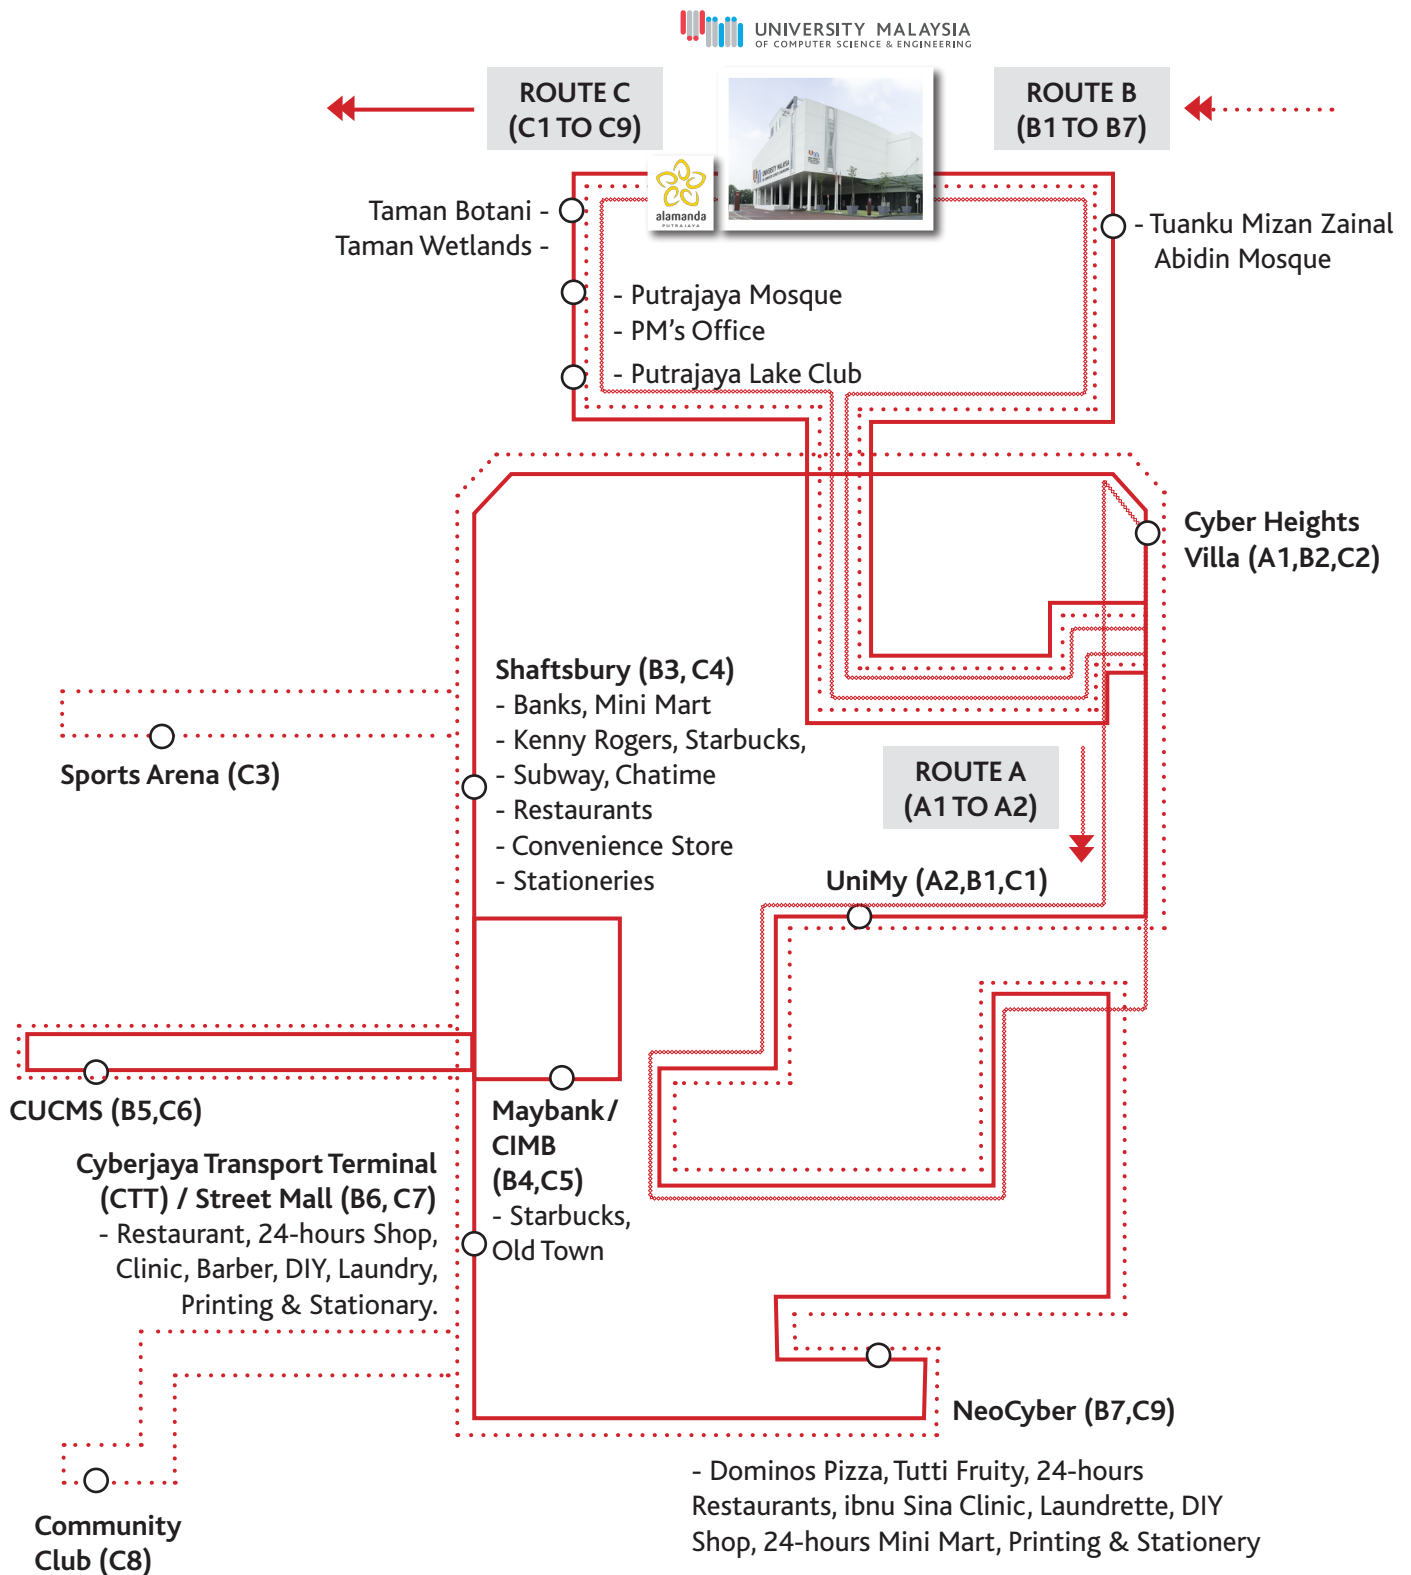 UNIVERSITY MALAYSIA
OF COMPUTER SCIENCE & ENGINEERING
ROUTE C
(C1 TO C9)
ROUTE B
(B1 TO B7)
UNIVERSITY MALAYSIA
alamanda
PUTRAJAYA
Taman Botani -
Taman Wetlands -
- Tuanku Mizan Zainal
Abidin Mosque
- Putrajaya Mosque
- PM's Office
- Putrajaya Lake Club
Cyber Heights
Villa (A1,B2,C2)
Shaftsbury (B3, C4)
- Banks, Mini Mart
- Kenny Rogers, Starbucks,
- Subway, Chatime
- Restaurants
- Convenience Store
- Stationeries
Sports Arena (C3)
ROUTE A
(A1 TO A2)
UniMy (A2,B1,C1)
CUCMS (B5,C6)
Maybank/
CIMB
(B4,C5)
- Starbucks,
Old Town
Cyberjaya Transport Terminal
(CTT) / Street Mall (B6, C7)
- Restaurant, 24-hours Shop,
Clinic, Barber, DIY, Laundry,
Printing & Stationary.
NeoCyber (B7,C9)
- Dominos Pizza, Tutti Fruity, 24-hours
Restaurants, ibnu Sina Clinic, Laundrette, DIY
Shop, 24-hours Mini Mart, Printing & Stationery
Community
Club (C8)